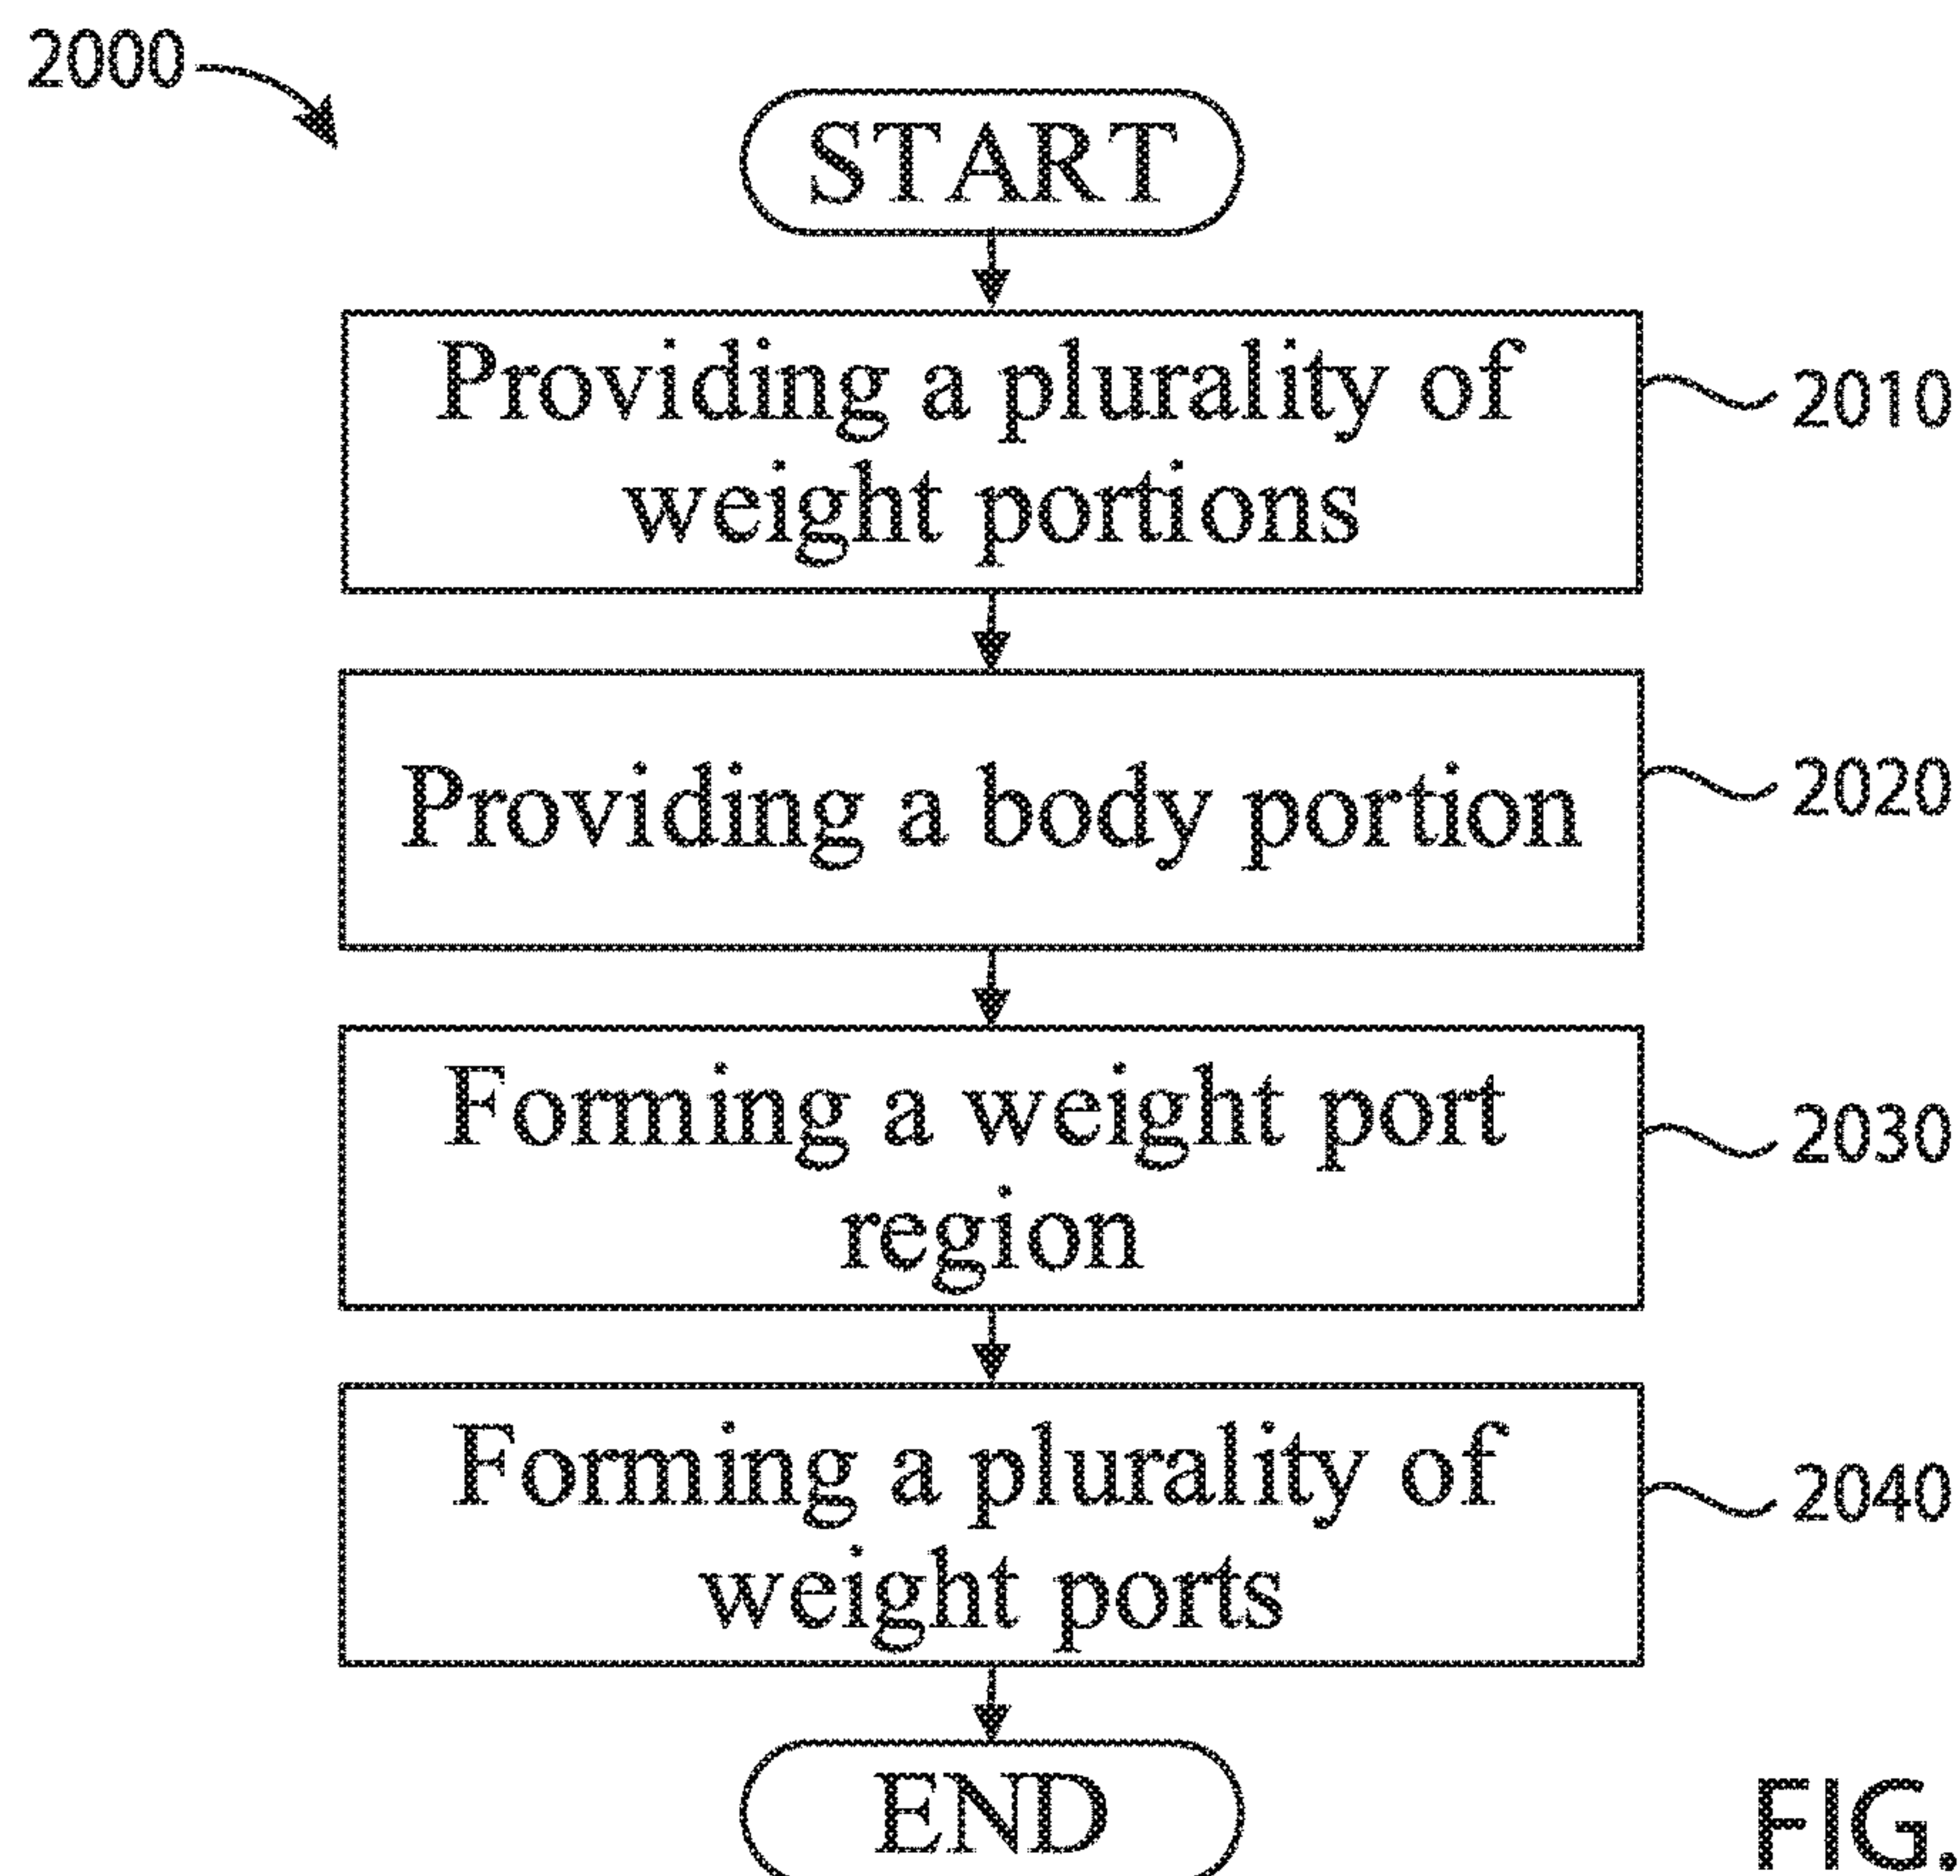 2000
START
Providing a plurality of
weight portions
2010
Providing a body portion
2020
Forming a weight port
region
2030
Forming a plurality of
weight ports
2040
END
FIG.